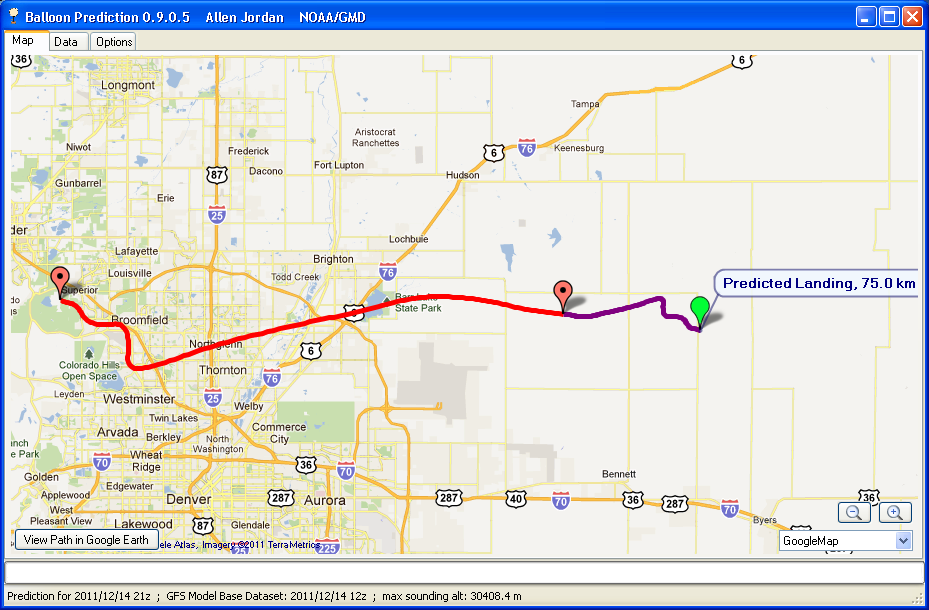 Balloon Prediction 0.9.0.5 Allen Jordan NOAA/GMD
Map Data Options
36
6
Longmont
Tampa
Aristocrat
Ranchettes
Niwot
Frederick
6
76
Keenesburg
Fort Lupton
Dacono
87
Hudson
Gunbarrel
Erie
25
der
Lochbuie
Lafayette
Brighton
Louisville
76
Todd Creek
Superior
Predicted Landing, 75.0 km
State Park
Broomfield
Northglenn
6
Colorado Hills
Open Space
Thornton
76
Leyden
Westminster
25
Welby
Twin Lakes
Commerce
City
Arvada
Berkley
North
Washington
nch
e Park
Wheat
Ridge
70
36
70
Golden
Bennett
Edgewater
Applewood
Denver
287
Aurora
287
40
70
36
287
36
70
West
Pleasant View
Lakewood
87
Glendale
Byers
View Path in Google Earth
ele Atlas, Imagery ©2011 TerraMetrics
25
225
GoogleMap
Prediction for 2011/12/14 21z ; GFS Model Base Dataset: 2011/12/14 12z ; max sounding alt: 30408.4 m